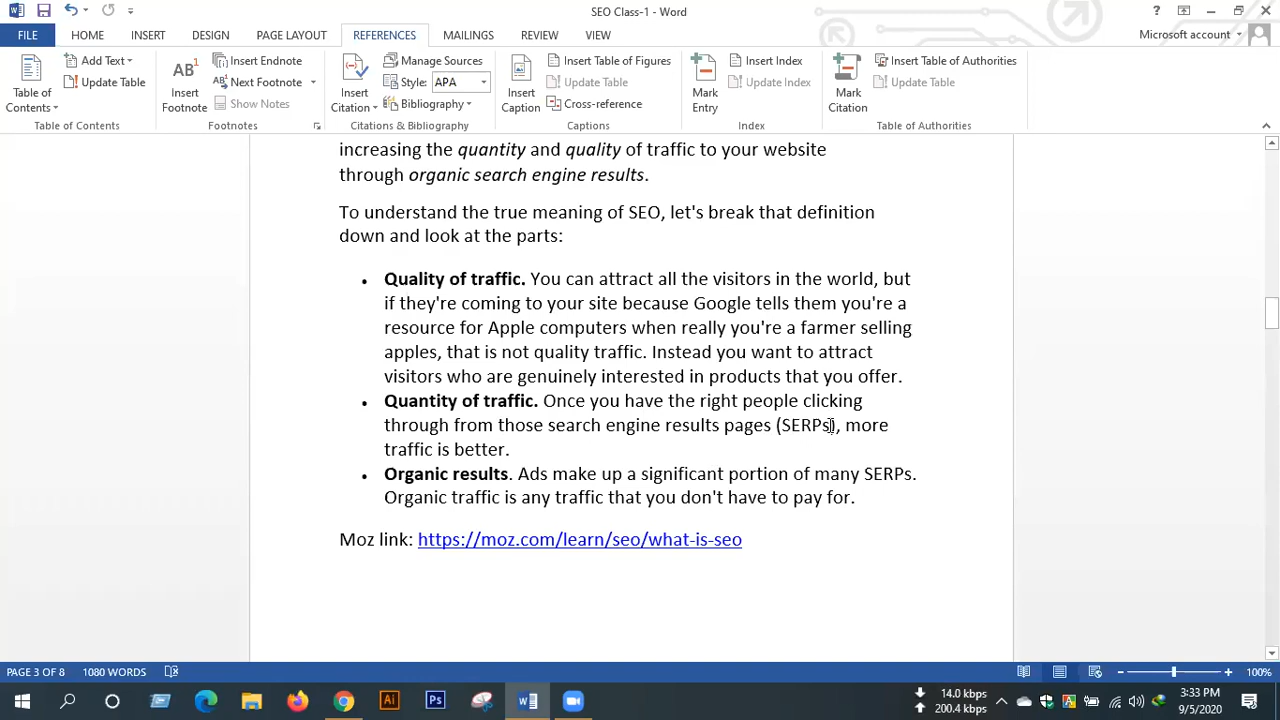 SEO Class-1 - Word
FILE HOME INSERT DESIGN PAGE LAYOUT REFERENCES MAILINGS REVIEW VIEW Microsoft account
Table of Contents
Add Text
Update Table
Table of Contents
AB1
Insert Footnote
Insert Endnote
Next Footnote
Show Notes
Footnotes
Insert Citation
Manage Sources
Style: APA
Bibliography
Citations & Bibliography
Insert Caption
Insert Table of Figures
Update Table
Cross-reference
Captions
Mark Entry
Insert Index
Update Index
Index
Mark Citation
Insert Table of Authorities
Update Table
Table of Authorities
increasing the quantity and quality of traffic to your website
through organic search engine results.
To understand the true meaning of SEO, let's break that definition
down and look at the parts:
• Quality of traffic. You can attract all the visitors in the world, but
if they're coming to your site because Google tells them you're a
resource for Apple computers when really you're a farmer selling
apples, that is not quality traffic. Instead you want to attract
visitors who are genuinely interested in products that you offer.
• Quantity of traffic. Once you have the right people clicking
through from those search engine results pages (SERPs), more
traffic is better.
• Organic results. Ads make up a significant portion of many SERPs.
Organic traffic is any traffic that you don't have to pay for.
Moz link: https://moz.com/learn/seo/what-is-seo
PAGE 3 OF 8 1080 WORDS 100%
14.0 kbps
200.4 kbps
3:33 PM
9/5/2020